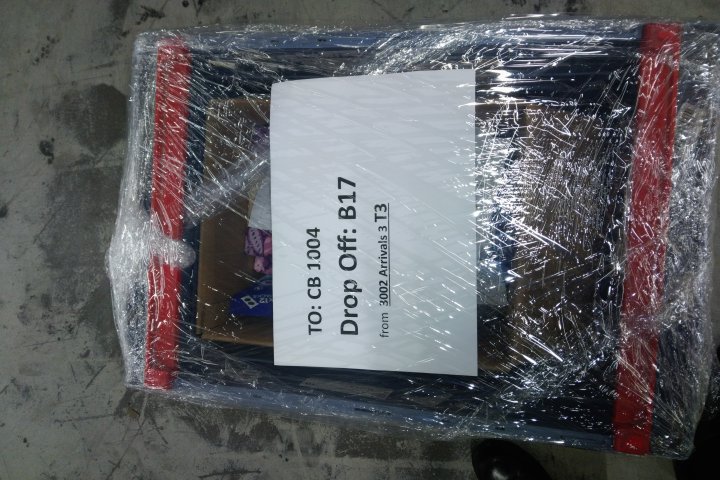 TO: CB 1004
Drop Off: B17
from 3002 Arrivals 3 T3